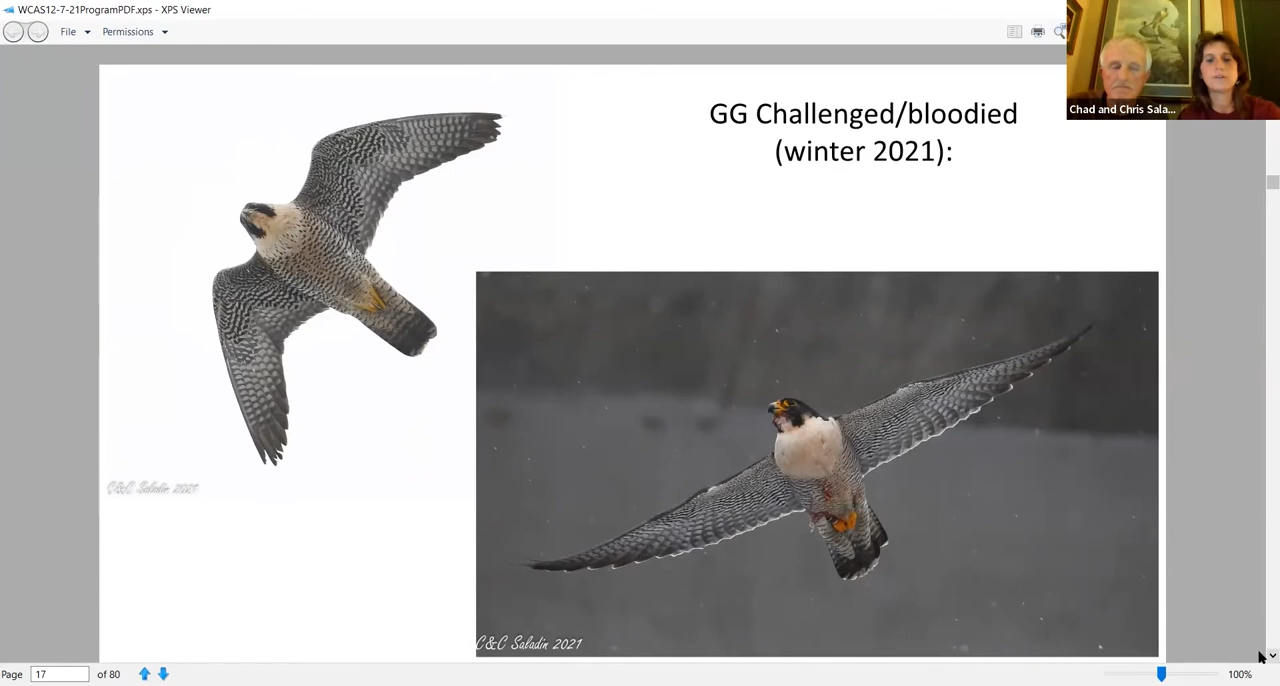 WCAS12-7-21ProgramPDF.xps - XPS Viewer
File
Permissions
Chad and Chris Sala...
GG Challenged/bloodied
(winter 2021):
C&C Saladin 2021
C&C Saladin 2021
Page 17 of 80
100%